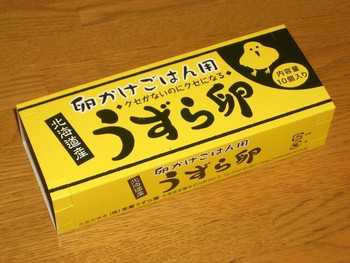 卵かけごはん用
クセがないのにクセになる
北海道産
うずら卵
内容量
10個入り
卵かけごはん用
北海道産
うずら卵